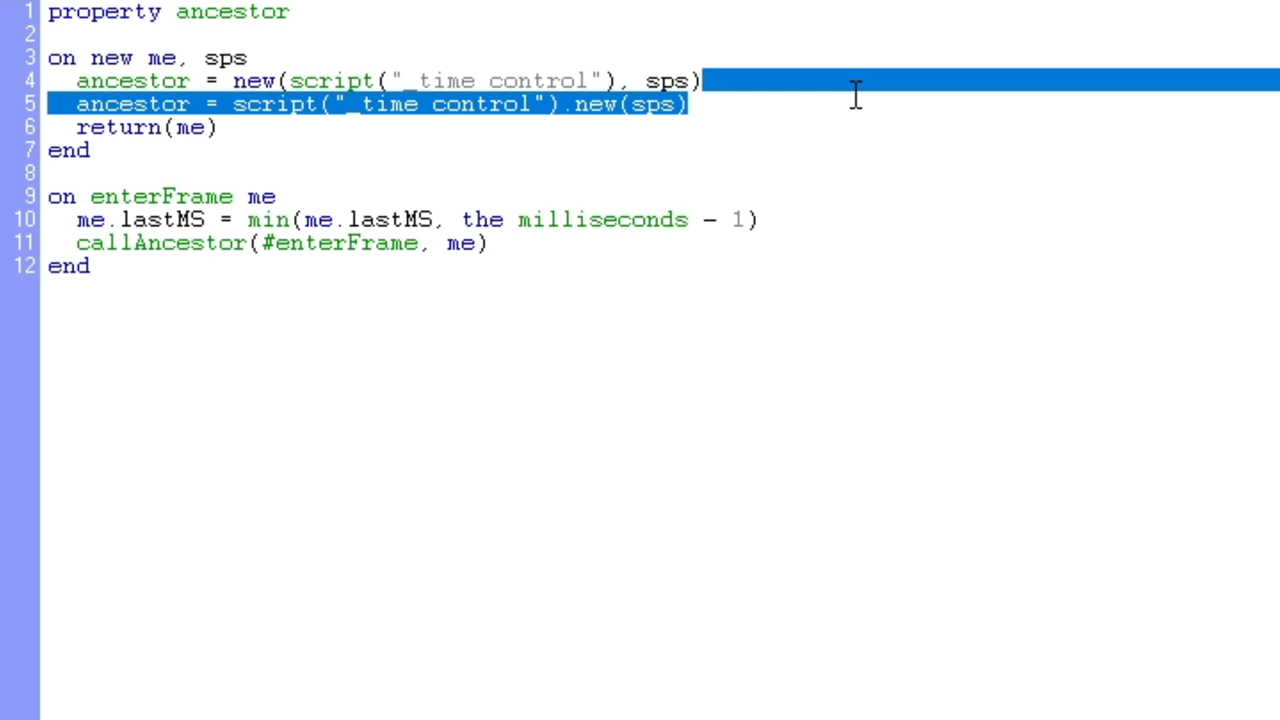 1 property ancestor
2
3 on new me, sps
4 ancestor = new(script("_time control"), sps)
5 ancestor = script("_time control").new(sps)
6 return(me)
7 end
8
9 on enterFrame me
10 me.lastMS = min(me.lastMS, the milliseconds - 1)
11 callAncestor(#enterFrame, me)
12 end